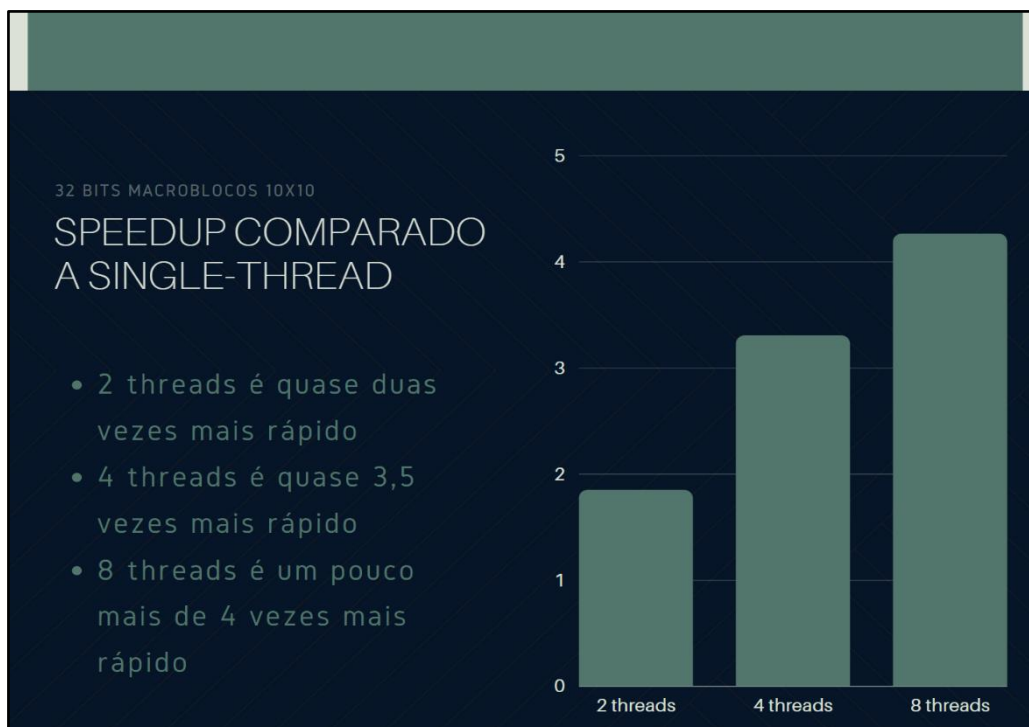 32 BITS MACROBLOCOS 10X10
SPEEDUP COMPARADO
A SINGLE-THREAD
• 2 threads é quase duas
vezes mais rápido
• 4 threads é quase 3,5
vezes mais rápido
• 8 threads é um pouco
mais de 4 vezes mais
rápido
5
4
3
2
1
0
2 threads
4 threads
8 threads